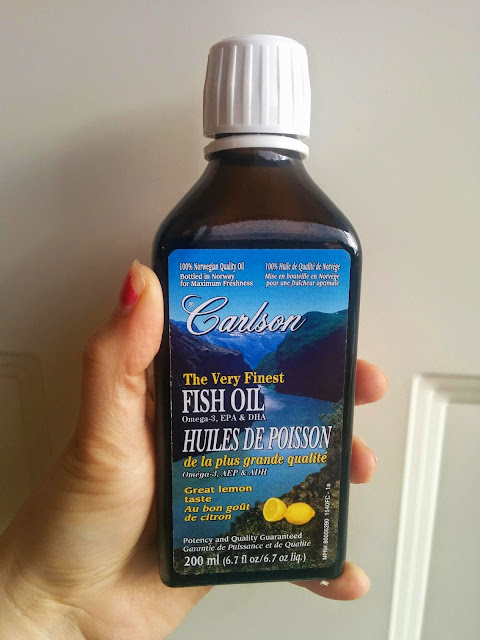 100% Norwegian Quality Oil
Bottled in Norway
for Maximum Freshness
100% Huile de Qualité de Norvège
Mise en bouteille en Norvège
pour une fraîcheur optimale
Carlson
The Very Finest
FISH OIL
Omega-3, EPA & DHA
HUILES DE POISSON
de la plus grande qualité
Oméga-3, AEP & ADH
Great lemon
taste
Au bon goût
de citron
Potency and Quality Guaranteed
Garantie de Puissance et de Qualité
200 ml (6.7 fl oz/6.7 oz liq.)